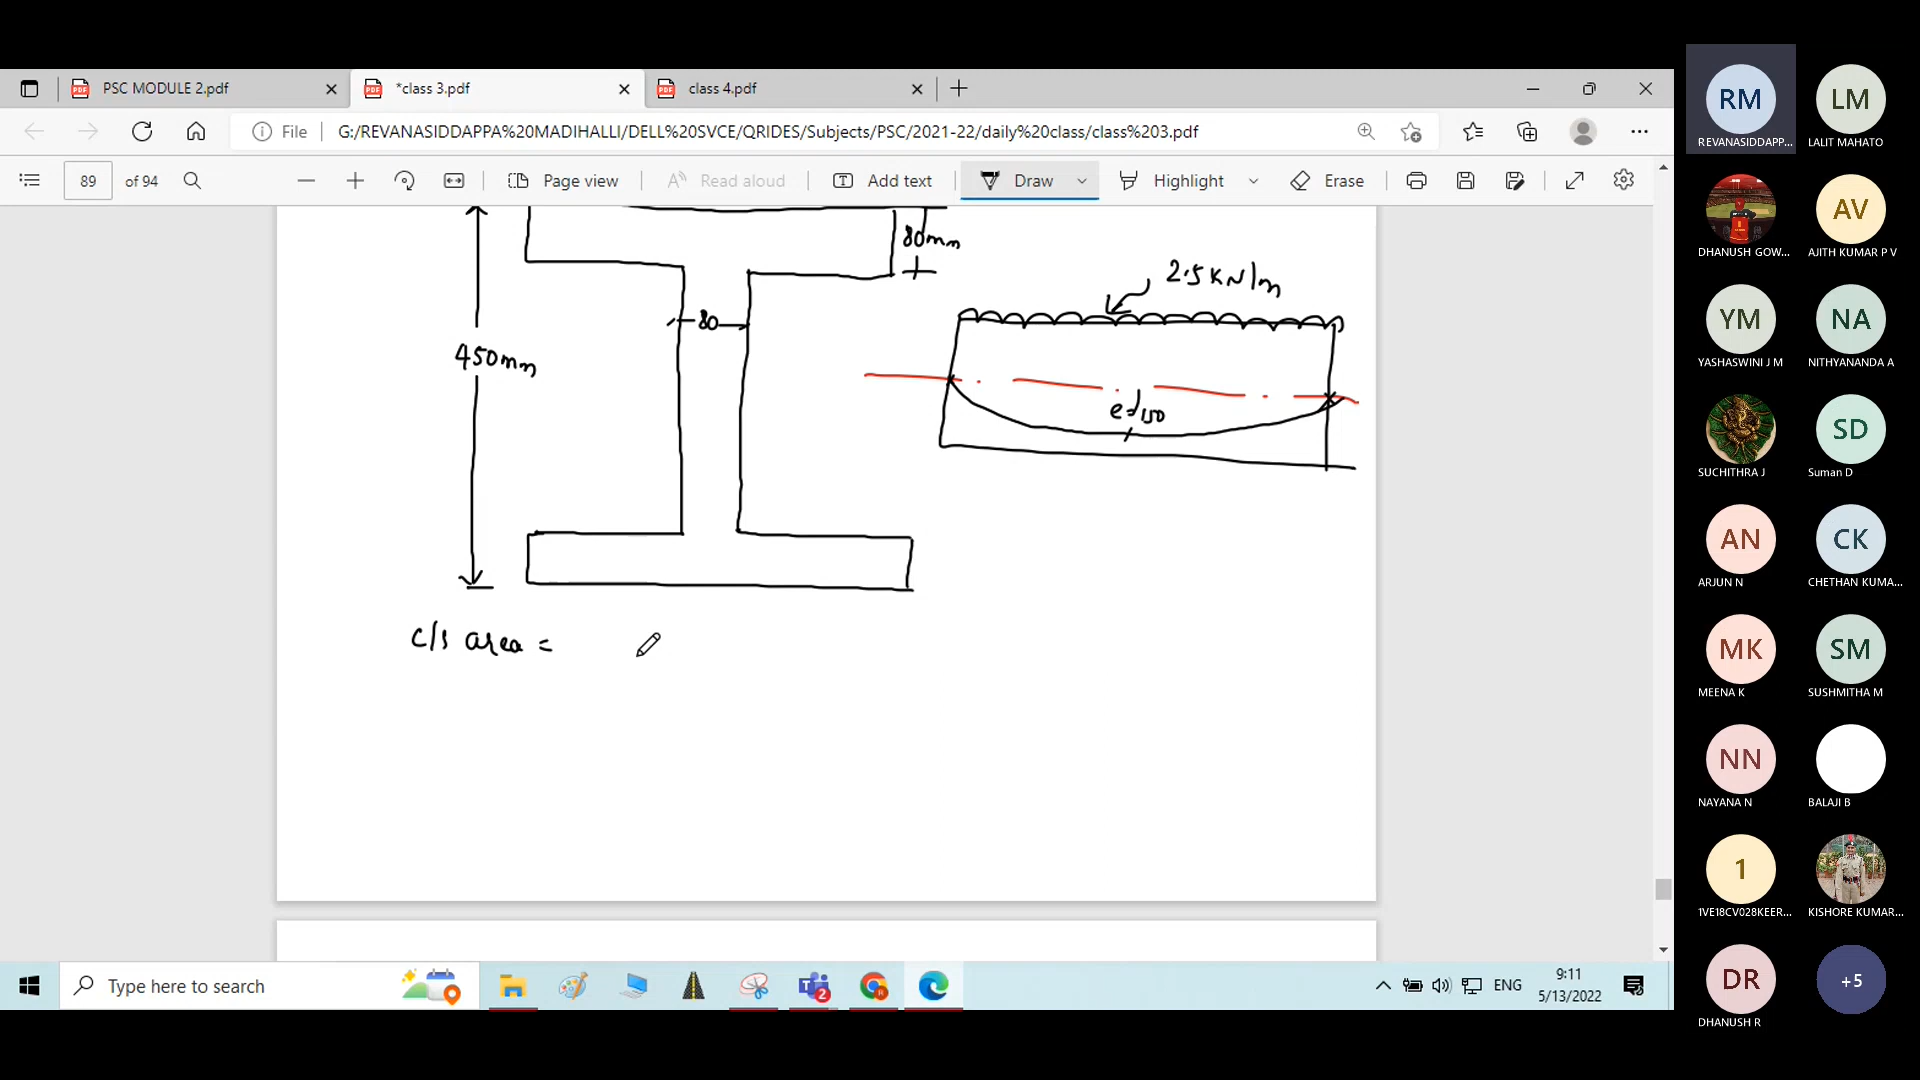 PSC MODULE 2.pdf
*class 3.pdf
class 4.pdf
File
G:/REVANASIDDAPPA%20MADIHALLI/DELL%20SVCE/QRIDES/Subjects/PSC/2021-22/daily%20class/class%203.pdf
89 of 94
Page view
Read aloud
Add text
Draw
Highlight
Erase
80mm
2.5 KN/m
80
450mm
e 150
c/s area =
Type here to search
2
ENG
9:11
5/13/2022
RM
REVANASIDDAPP...
LM
LALIT MAHATO
DHANUSH GOW...
AV
AJITH KUMAR P V
YM
YASHASWINI J M
NA
NITHYANANDA A
SUCHITHRA J
SD
Suman D
AN
ARJUN N
CK
CHETHAN KUMA...
MK
MEENA K
SM
SUSHMITHA M
NN
NAYANA N
BALAJI B
1
1VE18CV028KEER...
KISHORE KUMAR...
DR
DHANUSH R
+5